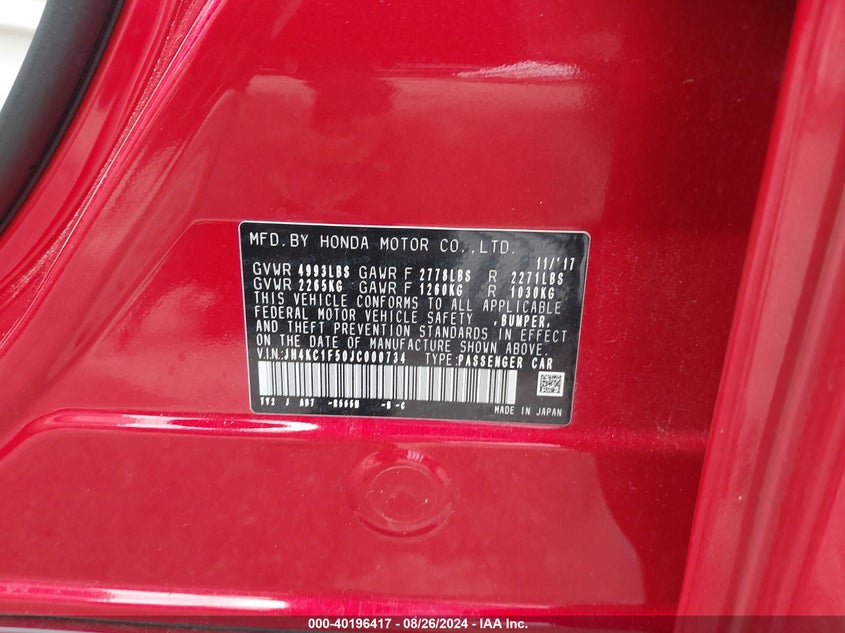 MFD. BY HONDA MOTOR CO., LTD. 11/'17
GVWR 4993LBS GAWR F 2778LBS R 2271LBS
GVWR 2265KG GAWR F 1260KG R 1030KG
THIS VEHICLE CONFORMS TO ALL APPLICABLE
FEDERAL MOTOR VEHICLE SAFETY ,BUMPER,
AND THEFT PREVENTION STANDARDS IN EFFECT
ON THE DATE OF MANUFACTURE SHOWN ABOVE.
V.I.N:JH4KC1F50JC000734 TYPE:PASSENGER CAR
TY2 J A07 -B-C
MADE IN JAPAN
000-40196417 - 08/26/2024 - IAA Inc.